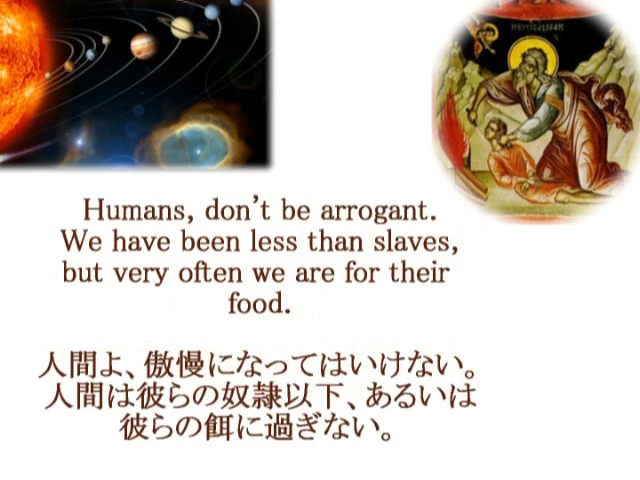 Humans, don't be arrogant.
We have been less than slaves,
but very often we are for their
food.
人間よ、傲慢になってはいけない。
人間は彼らの奴隷以下、あるいは
彼らの餌に過ぎない。